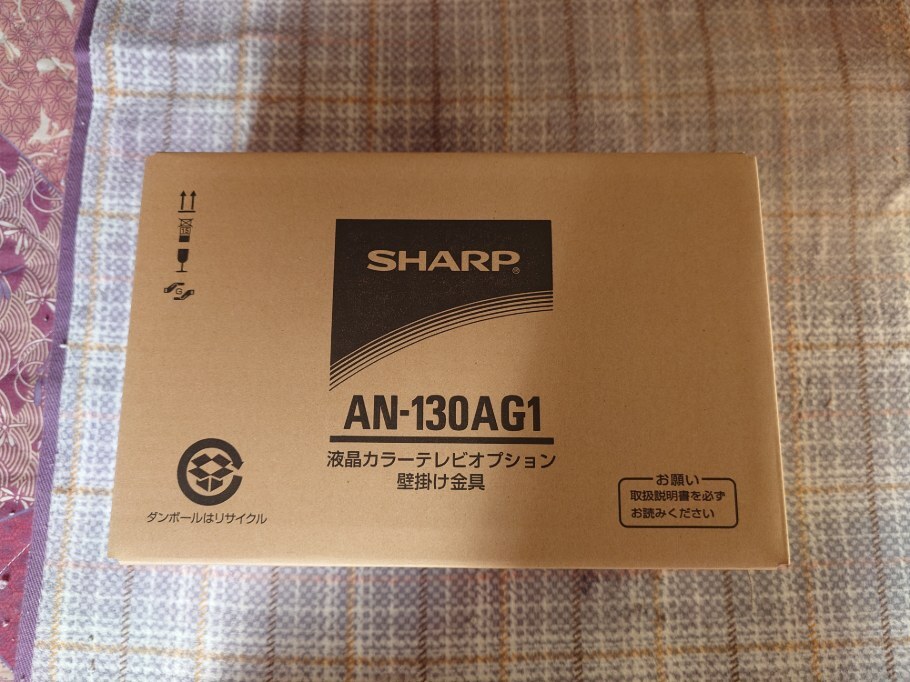 SHARP®
AN-130AG1
液晶カラーテレビオプション
壁掛け金具
ダンボールはリサイクル
お願い
取扱説明書を必ず
お読みください